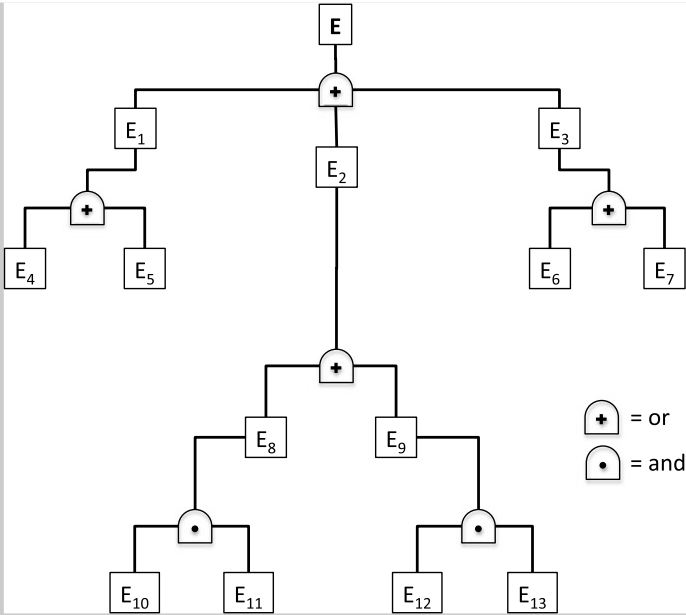 E
+
E1
E2
E3
+
+
E4
E5
E6
E7
+
+ = or
E8
E9
• = and
•
•
E10
E11
E12
E13